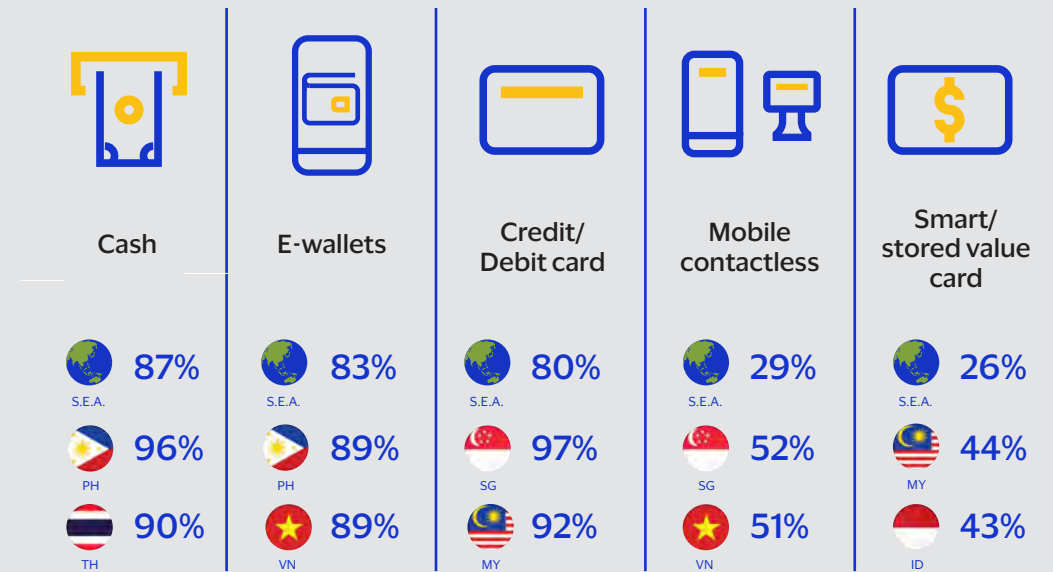 Cash
87%
S.E.A.
96%
PH
90%
TH
E-wallets
83%
S.E.A.
89%
PH
89%
VN
Credit/
Debit card
80%
S.E.A.
97%
SG
92%
MY
Mobile
contactless
29%
S.E.A.
52%
SG
51%
VN
$
Smart/
stored value
card
26%
S.E.A.
44%
MY
43%
ID